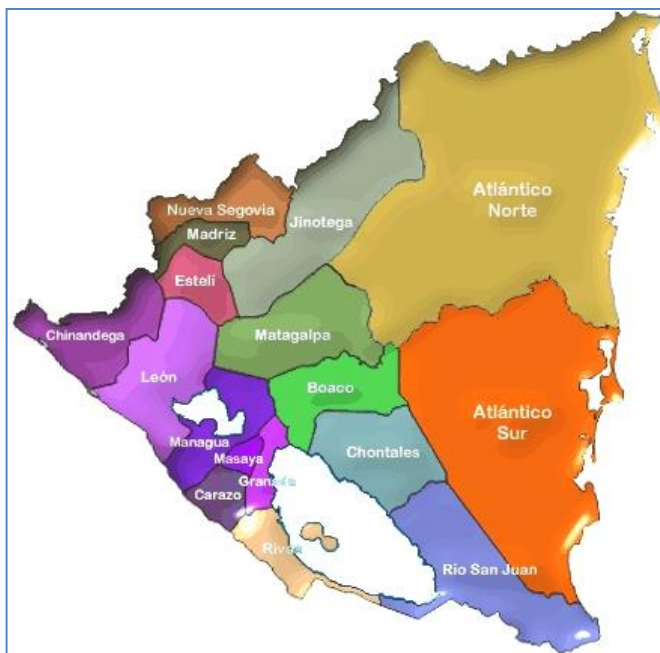 Atlántico
Norte
Nueva Segovia
Jinotega
Madriz
Estelí
Chinandega
Matagalpa
León
Boaco
Atlántico
Sur
Managua
Masaya
Chontales
Granada
Carazo
Rivas
Rio San Juan